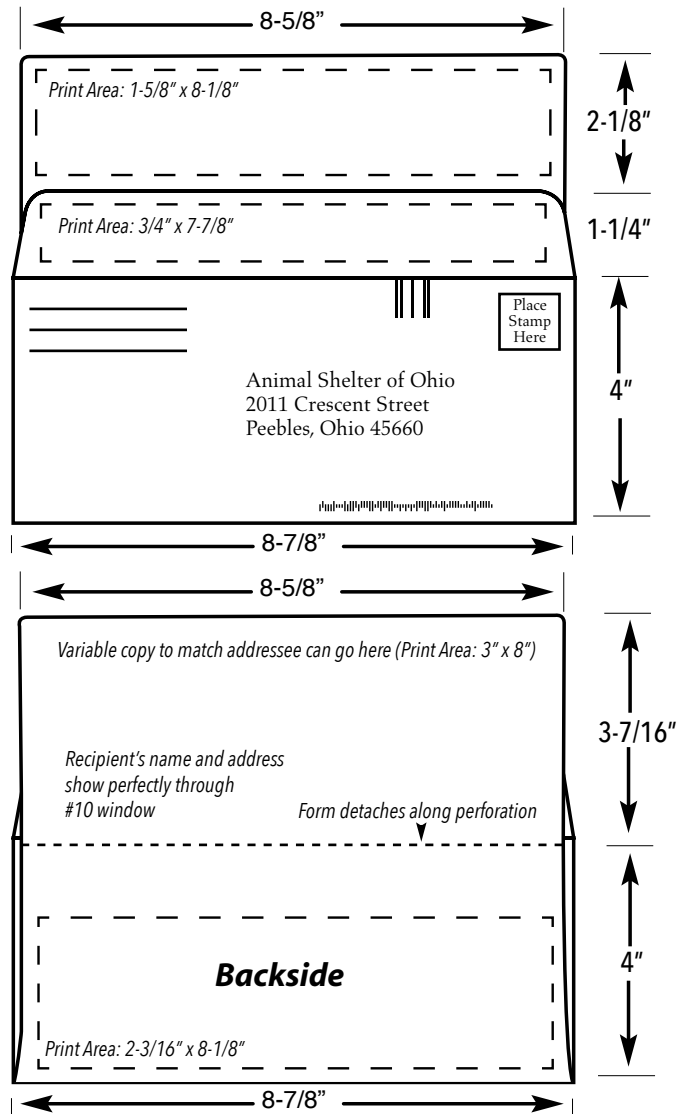 8-5/8"
Print Area: 1-5/8" x 8-1/8"
2-1/8"
Print Area: 3/4" x 7-7/8"
1-1/4"
Place
Stamp
Here
Animal Shelter of Ohio
2011 Crescent Street
Peebles, Ohio 45660
4"
8-7/8"
8-5/8"
Variable copy to match addressee can go here (Print Area: 3" x 8")
3-7/16"
Recipient's name and address
show perfectly through
#10 window
Form detaches along perforation
Backside
4"
Print Area: 2-3/16" x 8-1/8"
8-7/8"